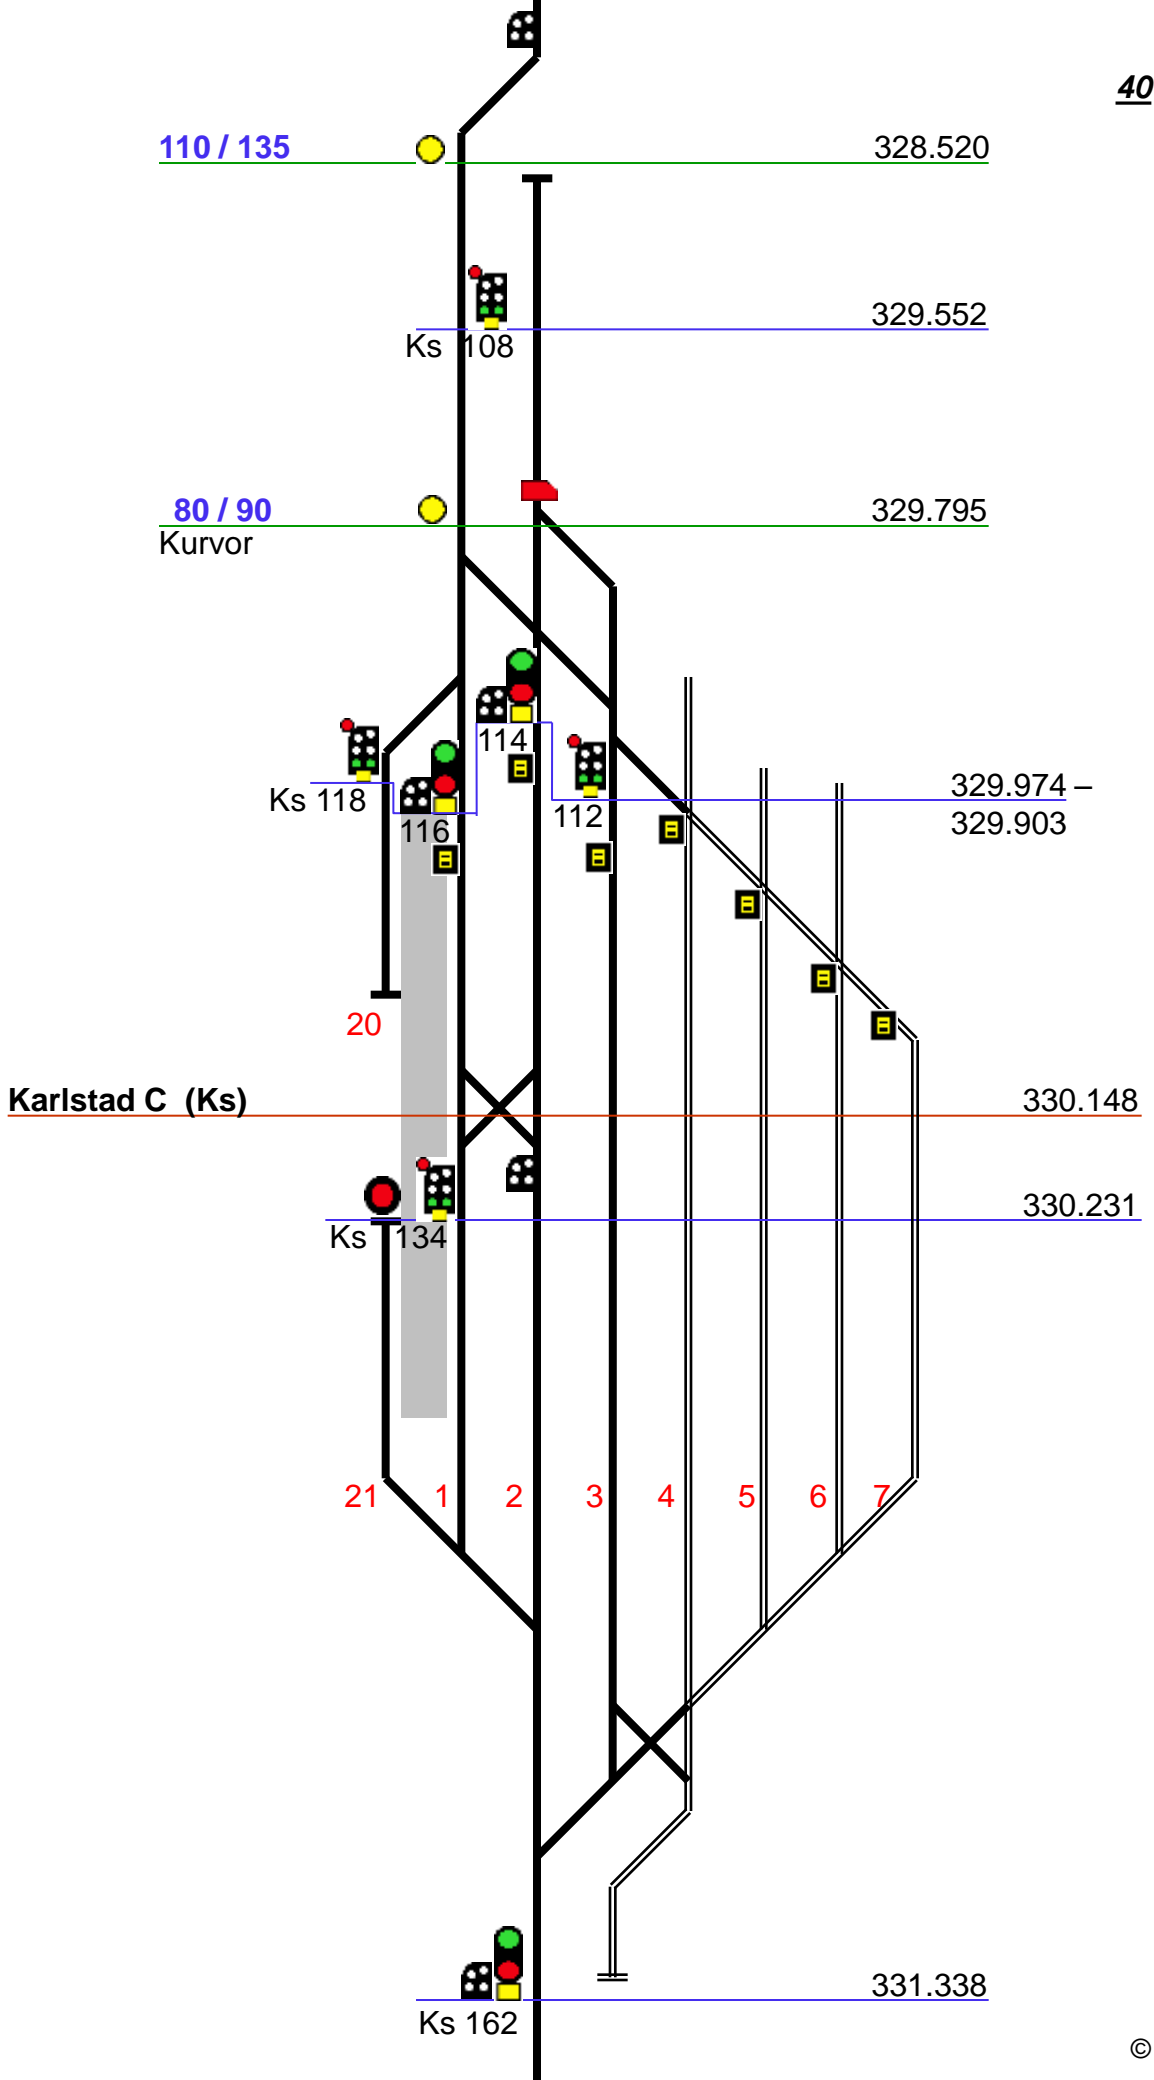 40
110 / 135 328.520
329.552
Ks 108
80 / 90 329.795
Kurvor
114
Ks 118 329.974 –
112
116 329.903
20
Karlstad C (Ks) 330.148
330.231
Ks 134
21 1 2 3 4 5 6 7
331.338
Ks 162
©